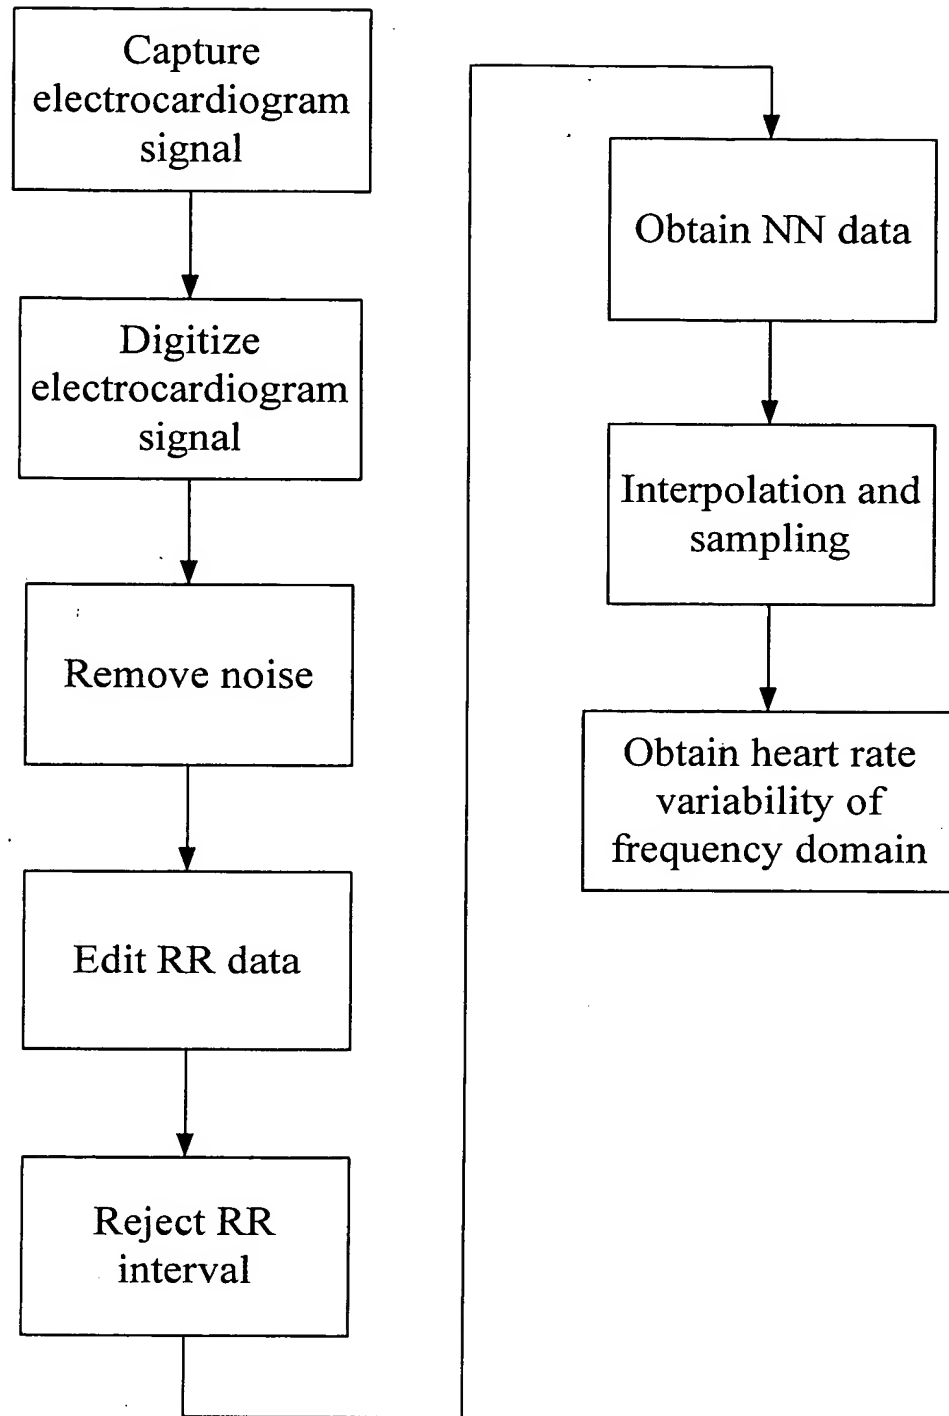 Capture
electrocardiogram
signal
Digitize
electrocardiogram
signal
Remove noise
Edit RR data
Reject RR
interval
Obtain NN data
Interpolation and
sampling
Obtain heart rate
variability of
frequency domain